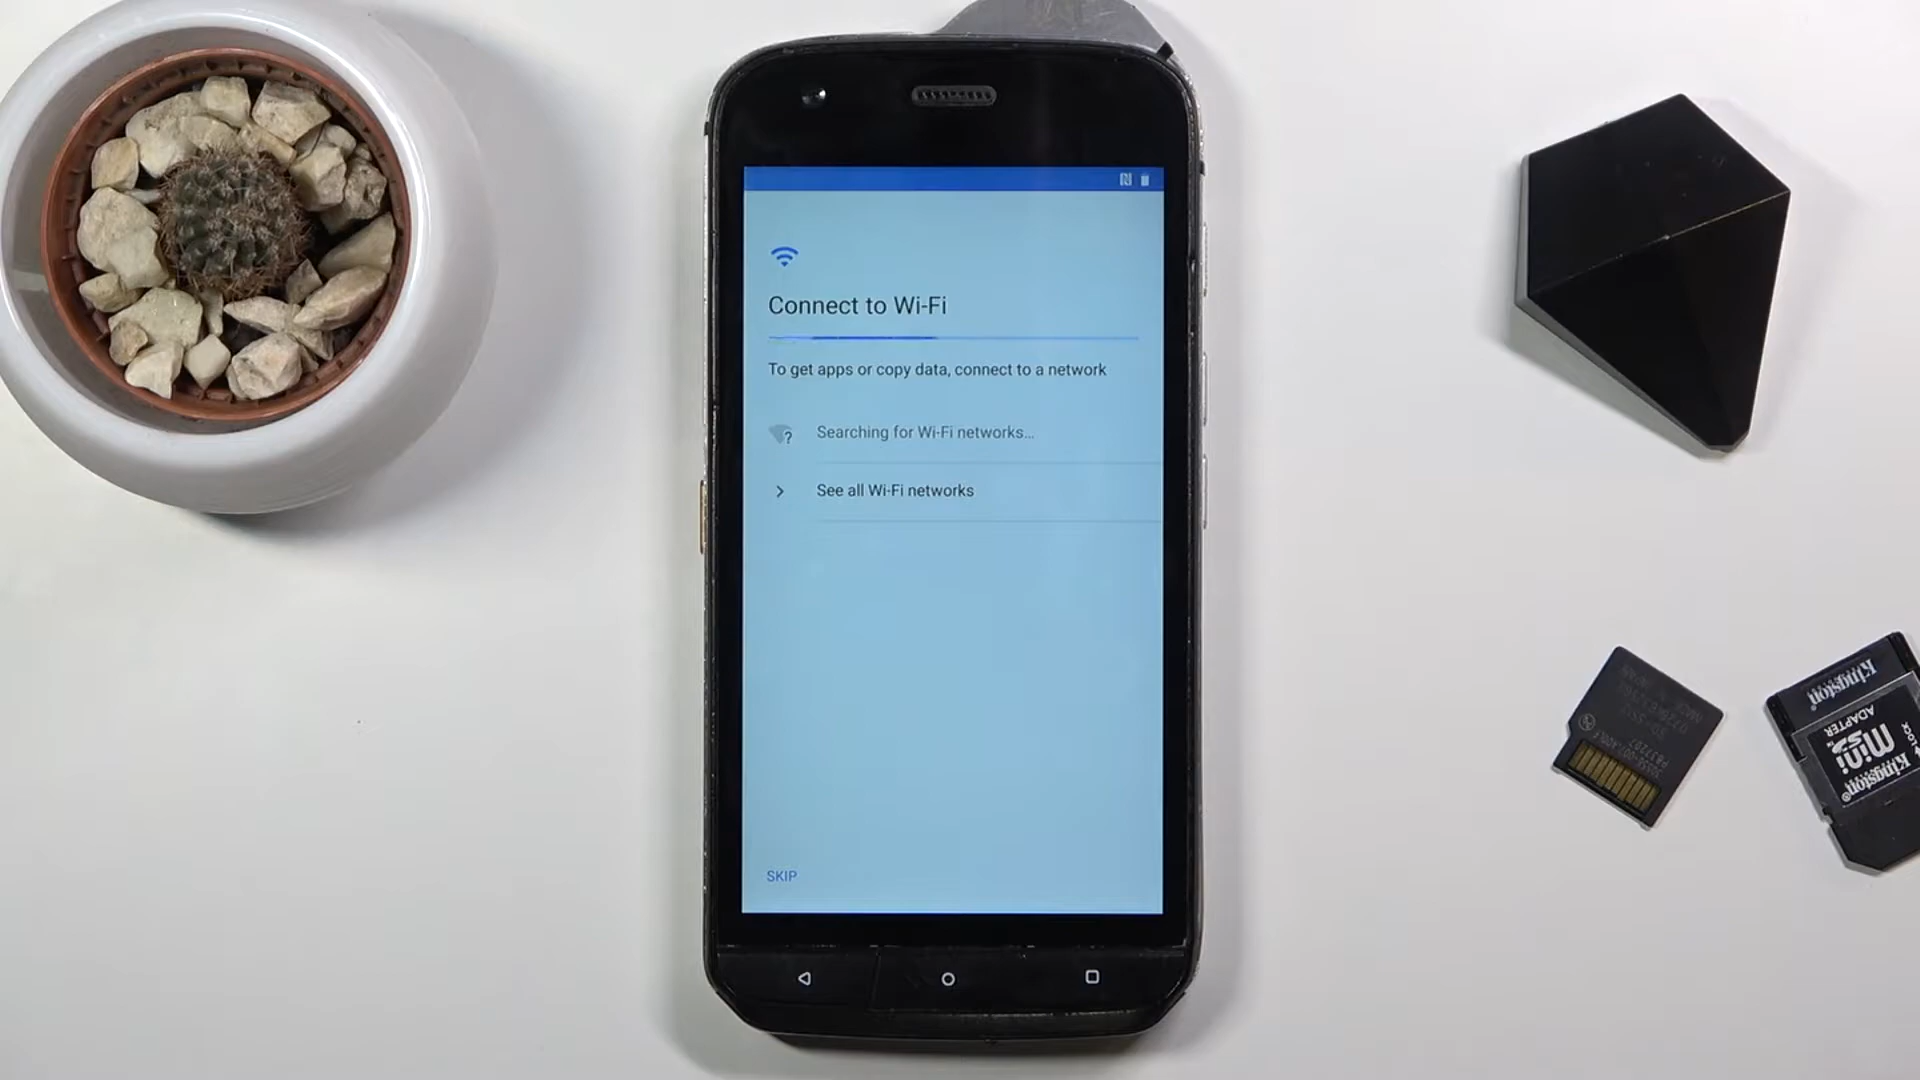 Connect to Wi-Fi
To get apps or copy data, connect to a network
?
Searching for Wi-Fi networks...
See all Wi-Fi networks
SKIP
Kingston
ADAPTER
LOCK
mini
Kingston